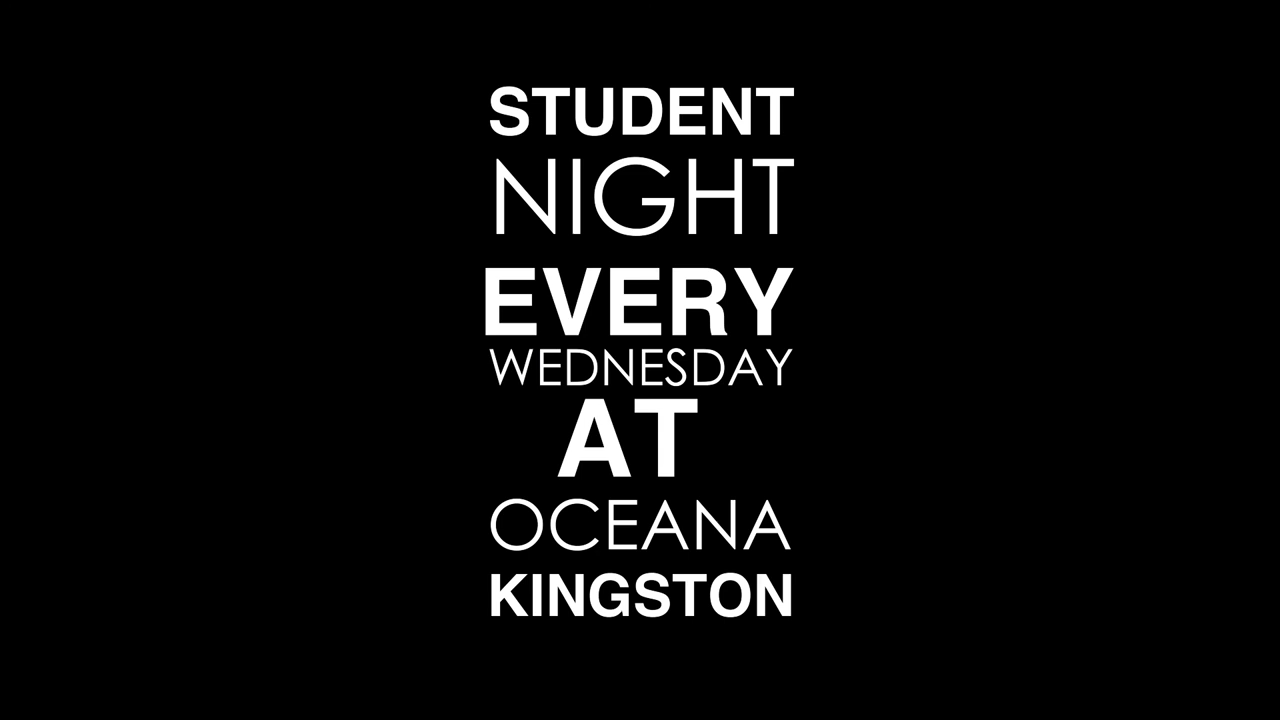 STUDENT
NIGHT
EVERY
WEDNESDAY
AT
OCEANA
KINGSTON